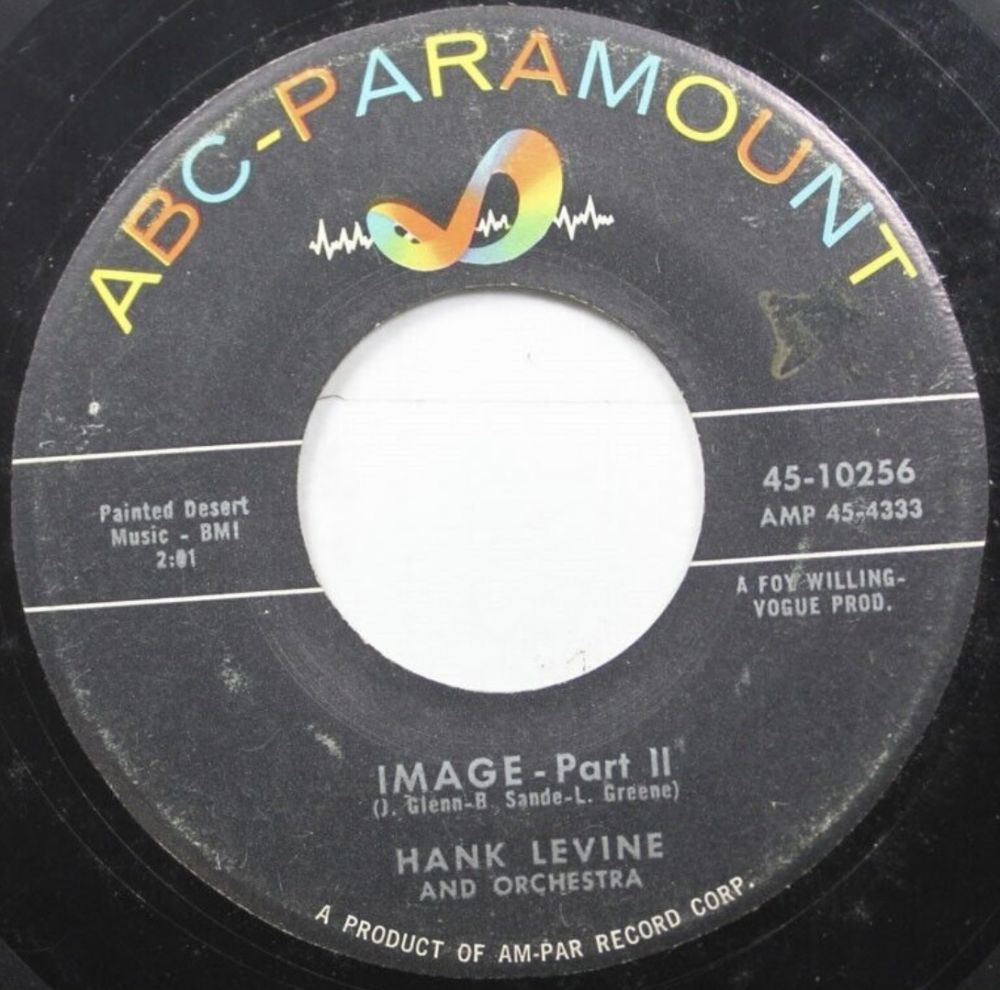 ABC-PARAMOUNT
Painted Desert
Music - BMI
2:01
45-10256
AMP 45-4333
A FOY WILLING-
VOGUE PROD.
IMAGE - Part II
(J. Glenn-B. Sande-L. Greene)
HANK LEVINE
AND ORCHESTRA
A PRODUCT OF AM-PAR RECORD CORP.